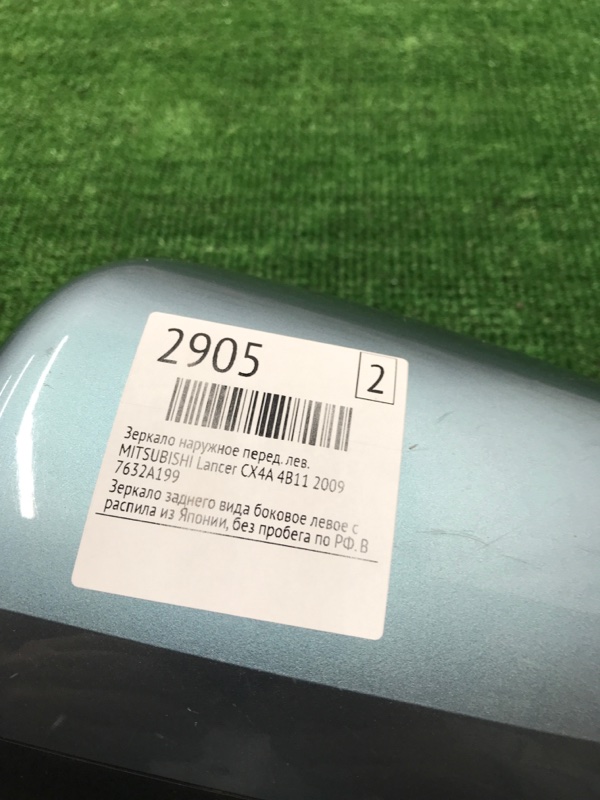 2905
2
Зеркало наружное перед. лев.
MITSUBISHI Lancer CX4A 4B11 2009
7632A199
Зеркало заднего вида боковое левое с
распила из Японии, без пробега по РФ. В